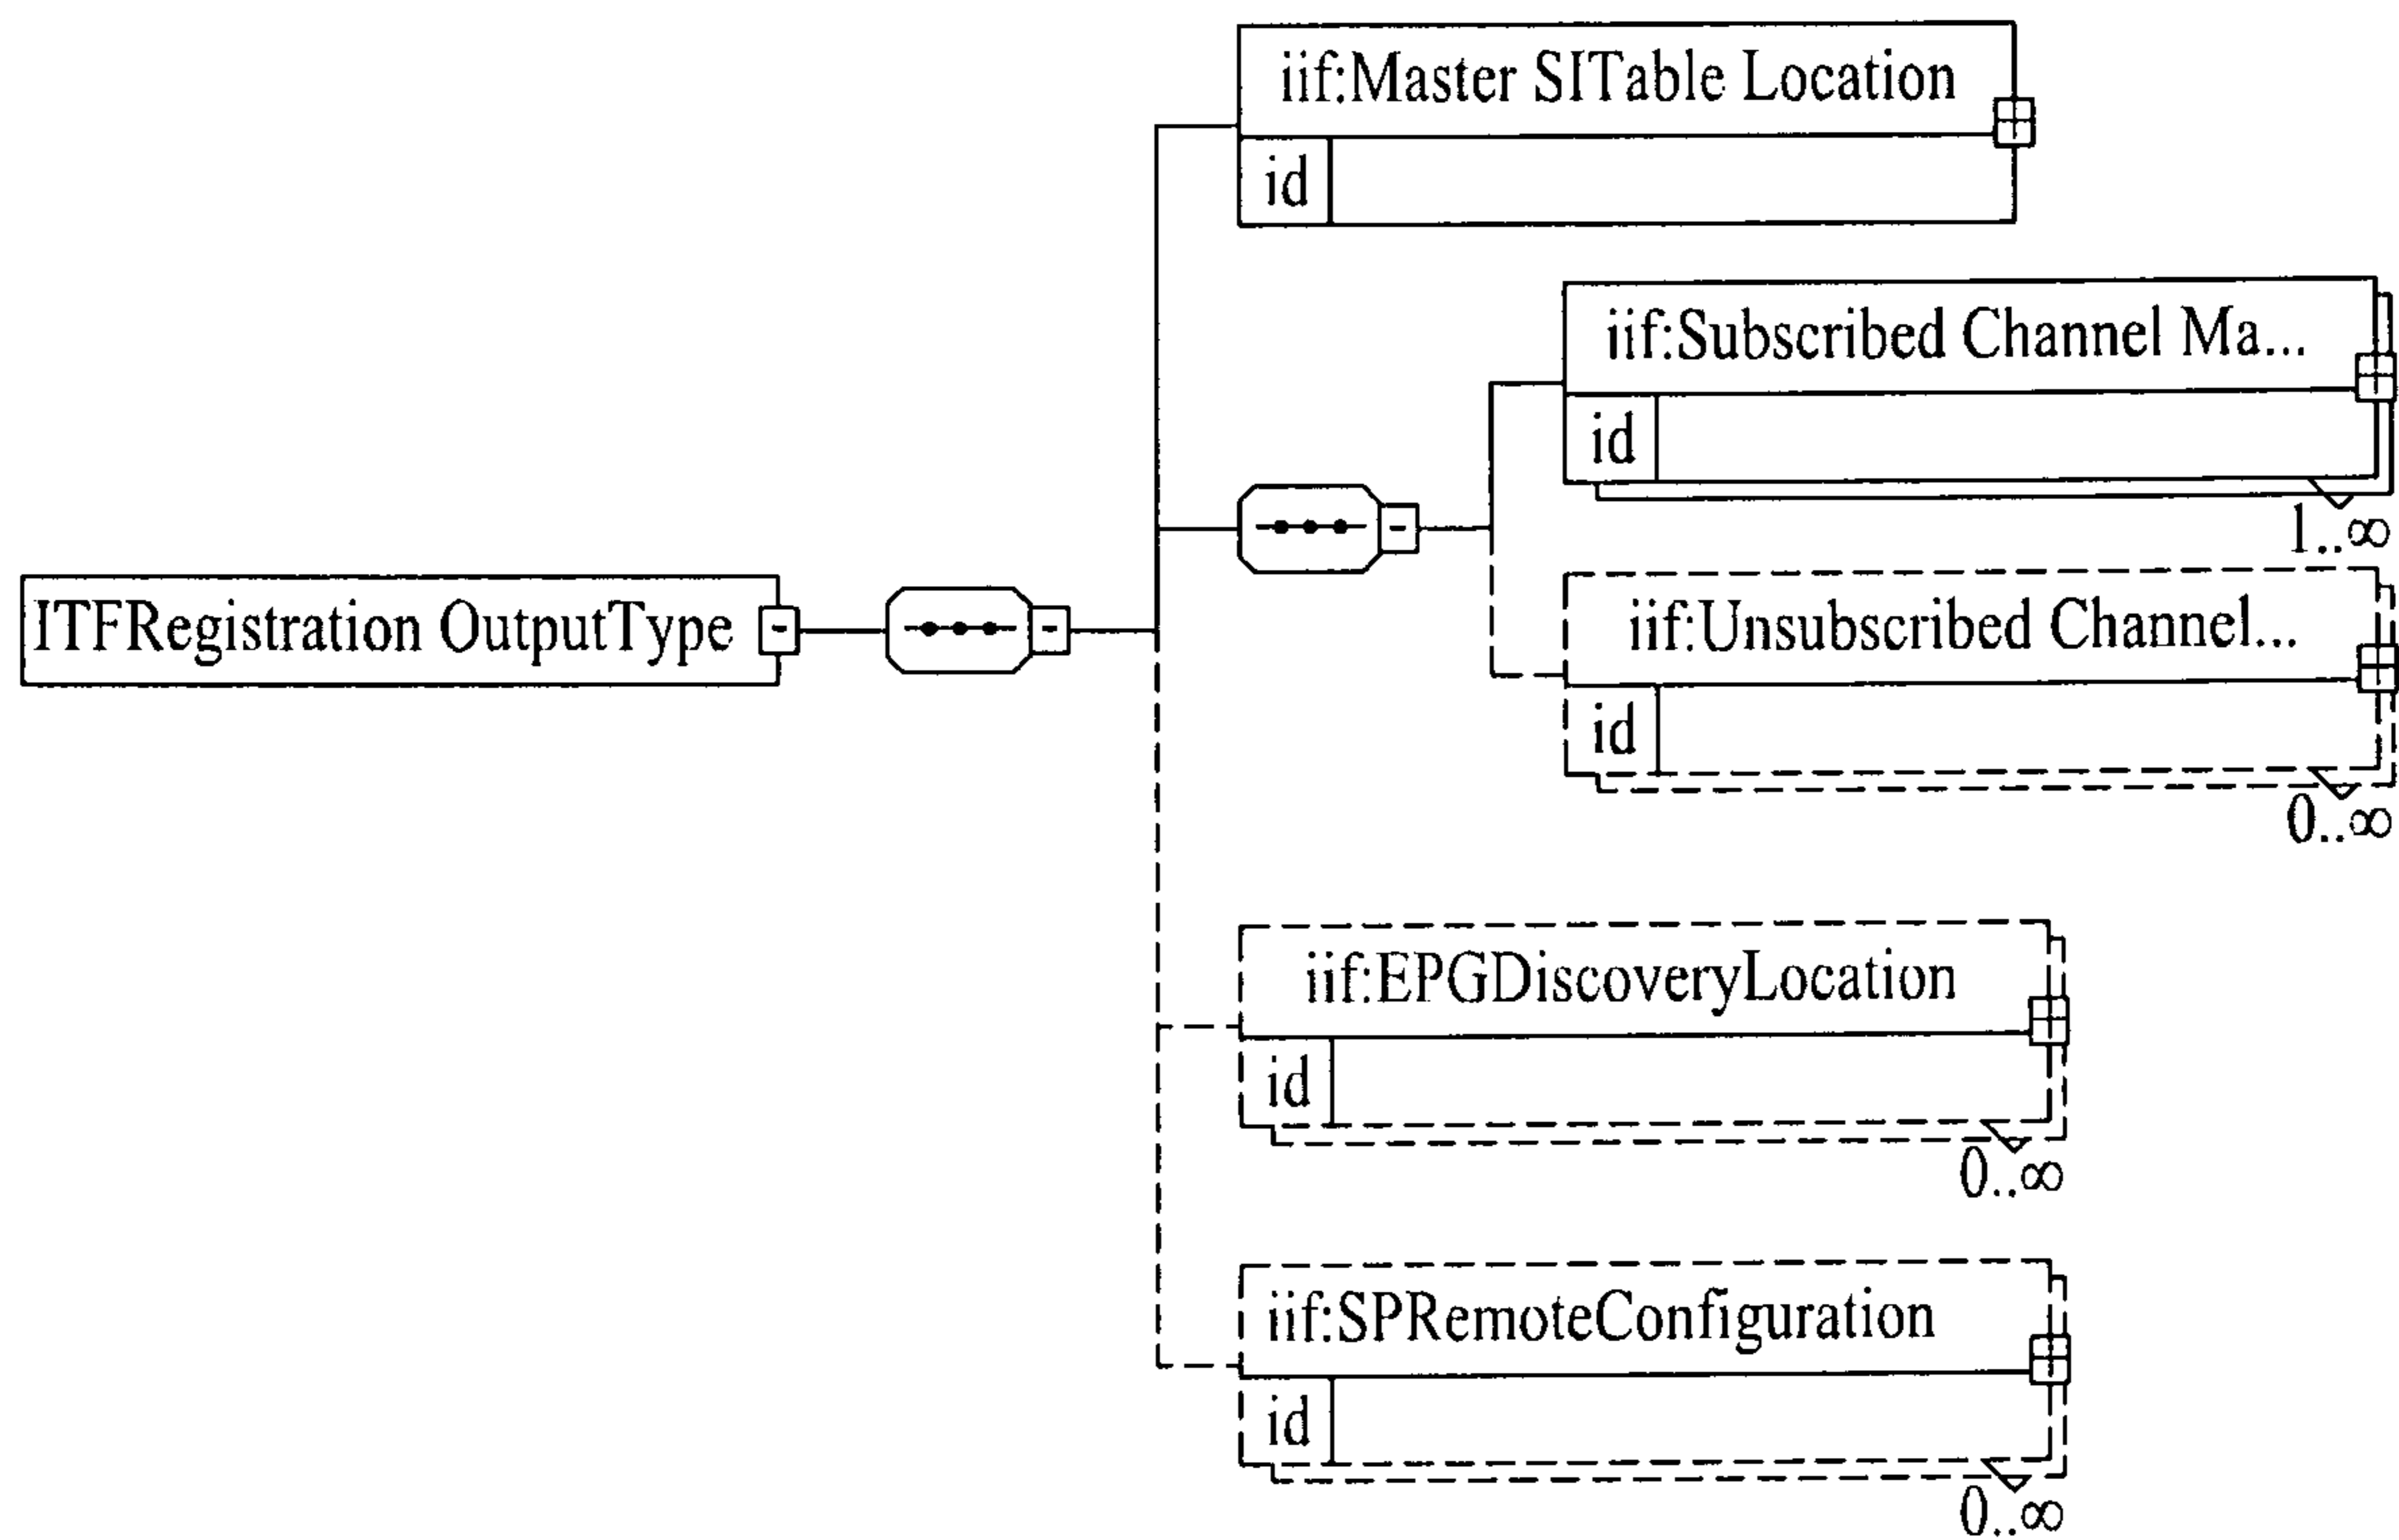 iif:Master SITable Location
id
iif:Subscribed Channel Ma...
id
1..∞
ITFRegistration OutputType
iif:Unsubscribed Channel...
id
0..∞
iif:EPGDiscoveryLocation
id
0..∞
iif:SPRemoteConfiguration
id
0..∞